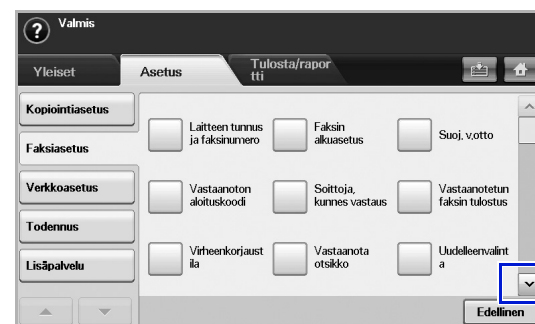 Valmis
Yleiset
Asetus
Tulosta/rapor
tti
Kopiointiasetus
Faksiasetus
Verkkoasetus
Todennus
Lisäpalvelu
Laitteen tunnus
ja faksinumero
Faksin
alkuasetus
Suoj, v,otto
Vastaanoton
aloituskoodi
Soittoja,
kunnes vastaus
Vastaanotetun
faksin tulostus
Virheenkorjaust
ila
Vastaanota
otsikko
Uudelleenvalint
a
Edellinen